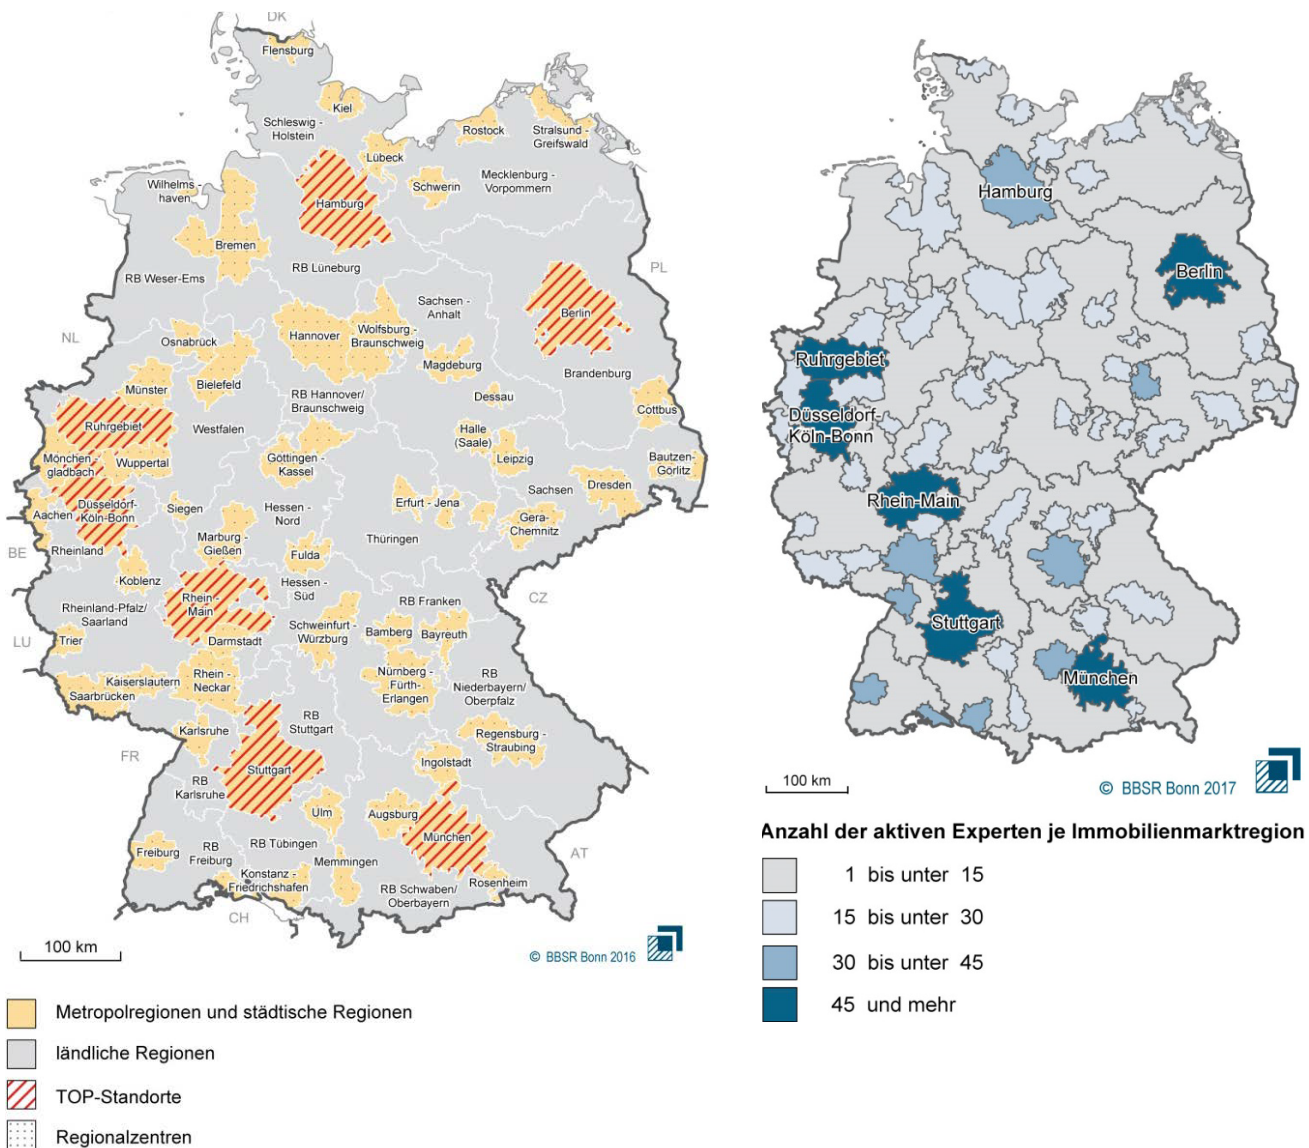 DK
Flensburg
Kiel
Schleswig -
Holstein
Rostock
Stralsund -
Greifswald
Lübeck
Mecklenburg -
Vorpommern
Schwerin
Wilhelms -
haven
Hamburg
Bremen
RB Lüneburg
RB Weser-Ems
PL
Sachsen -
Anhalt
Berlin
NL
Hannover
Wolfsburg -
Braunschweig
Osnabrück
Magdeburg
Brandenburg
Münster
Bielefeld
RB Hannover/
Braunschweig
Dessau
Cottbus
Ruhrgebiet
Westfalen
Halle
(Saale)
Leipzig
Mönchen -
gladbach
Wuppertal
Göttingen -
Kassel
Bautzen-
Görlitz
Dresden
Sachsen
Aachen
Düsseldorf-
Köln-Bonn
Siegen
Hessen -
Nord
Erfurt - Jena
Gera-
Chemnitz
Marburg -
Gießen
Thüringen
BE
Rheinland
Fulda
Koblenz
Hessen -
Süd
CZ
Rheinland-Pfalz/
Saarland
Rhein -
Main
RB Franken
LU
Trier
Darmstadt
Schweinfurt -
Würzburg
Bamberg
Bayreuth
Kaiserslautern
Saarbrücken
Rhein -
Neckar
Nürnberg -
Fürth-
Erlangen
RB
Niederbayern/
Oberpfalz
Karlsruhe
RB
Stuttgart
Regensburg -
Straubing
FR
Stuttgart
Ingolstadt
RB
Karlsruhe
Ulm
Augsburg
München
Freiburg
RB
Freiburg
RB Tübingen
Memmingen
AT
Konstanz -
Friedrichshafen
RB Schwaben/
Oberbayern
Rosenheim
CH
100 km
© BBSR Bonn 2016
Metropolregionen und städtische Regionen
ländliche Regionen
TOP-Standorte
Regionalzentren
Hamburg
Berlin
Ruhrgebiet
Düsseldorf-
Köln-Bonn
Rhein-Main
Stuttgart
München
100 km
© BBSR Bonn 2017
Anzahl der aktiven Experten je Immobilienmarktregion
1 bis unter 15
15 bis unter 30
30 bis unter 45
45 und mehr